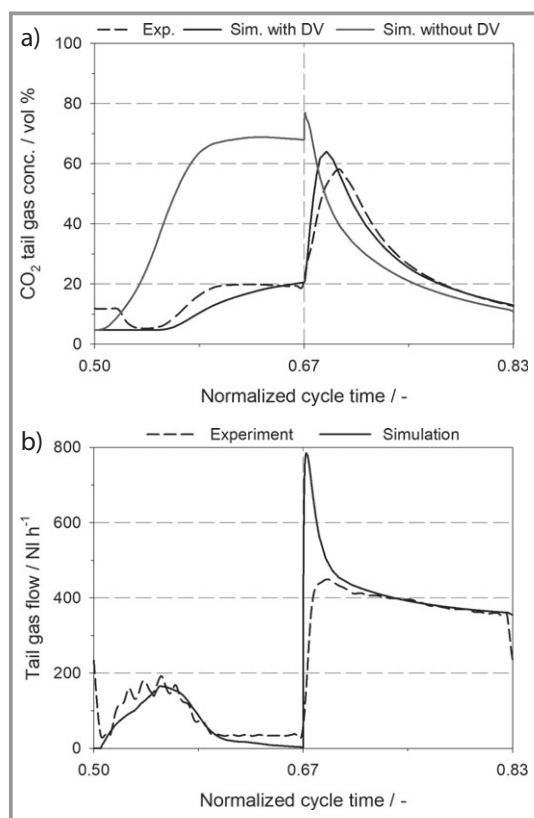 a)
Exp. Sim. with DV Sim. without DV
100
80
60
40
20
0
CO₂ tail gas conc. / vol %
0.50 0.67 0.83
Normalized cycle time / -
b)
Experiment Simulation
800
600
400
200
0
Tail gas flow / Nl h⁻¹
0.50 0.67 0.83
Normalized cycle time / -